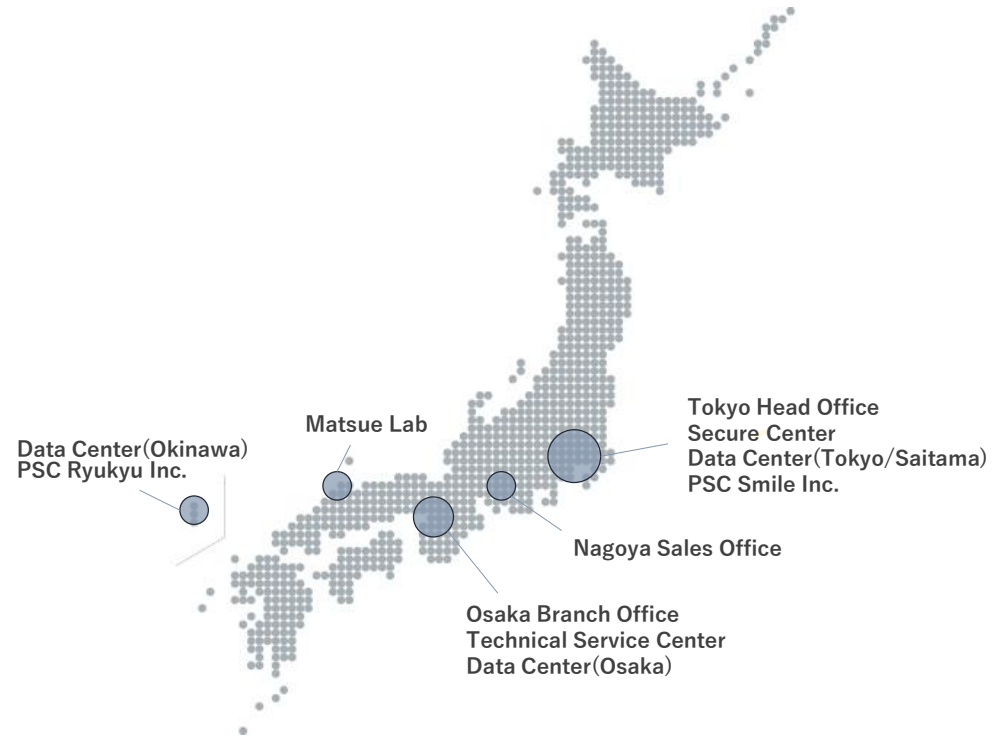 Tokyo Head Office
Secure Center
Data Center(Tokyo/Saitama)
PSC Smile Inc.
Matsue Lab
Data Center(Okinawa)
PSC Ryukyu Inc.
Nagoya Sales Office
Osaka Branch Office
Technical Service Center
Data Center(Osaka)